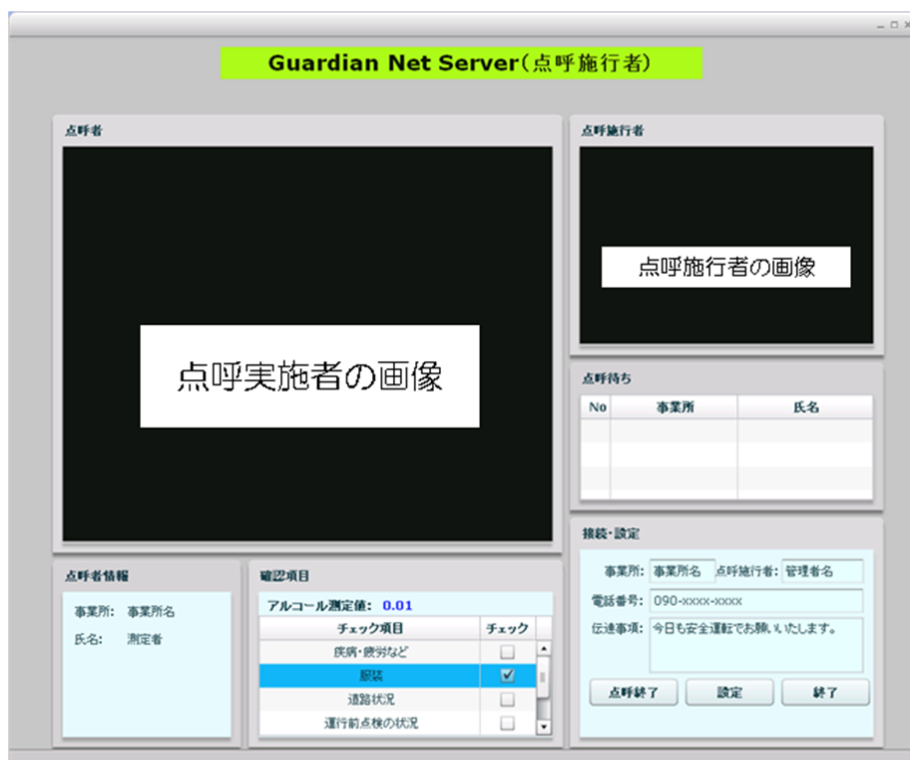 Guardian Net Server(点呼施行者)
点呼者
点呼実施者の画像
点呼施行者
点呼施行者の画像
点呼待ち
No 事業所 氏名
点呼者情報
事業所: 事業所名
氏名: 測定者
確認項目
アルコール測定値: 0.01
チェック項目 チェック
疾病・疲労など
服装
道路状況
運行前点検の状況
接続・設定
事業所: 事業所名 点呼施行者: 管理者名
電話番号: 090-xxxx-xxxx
伝達事項: 今日も安全運転でお願いいたします。
点呼終了 設定 終了